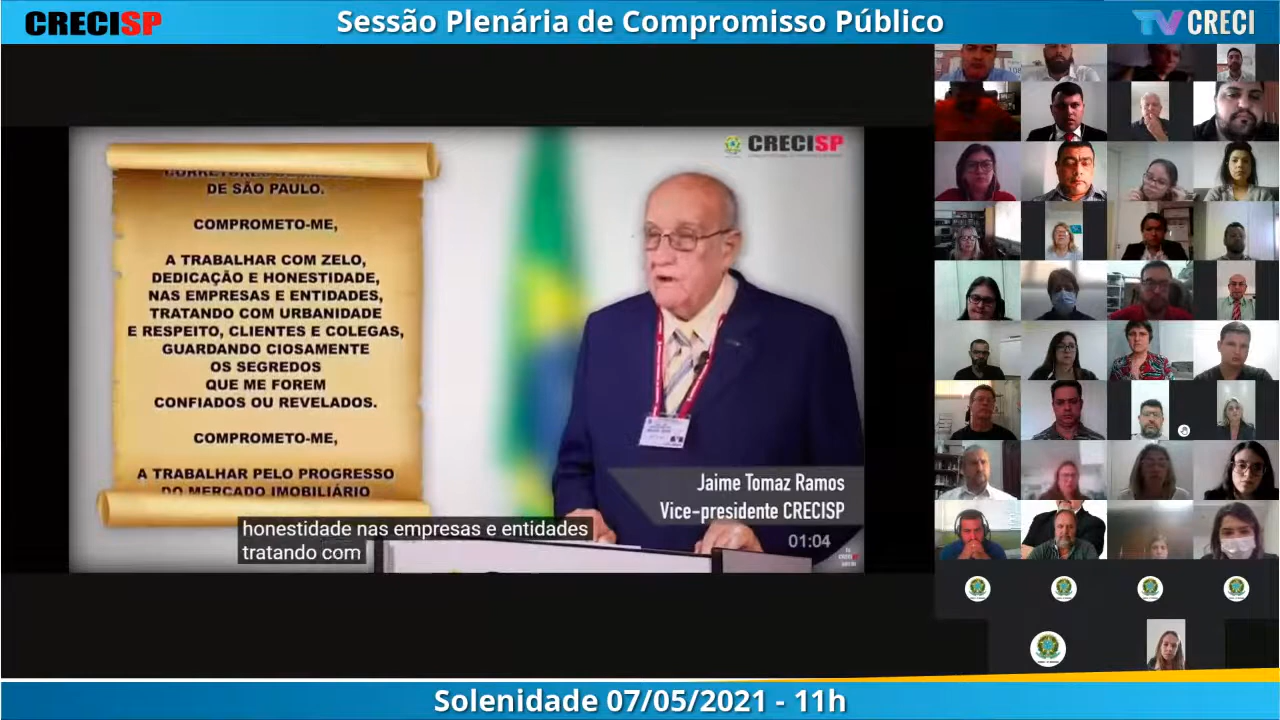 CRECISP
Sessão Plenária de Compromisso Público
TV CRECI
CRECISP
DE SÃO PAULO.
COMPROMETO-ME,
A TRABALHAR COM ZELO,
DEDICAÇÃO E HONESTIDADE,
NAS EMPRESAS E ENTIDADES,
TRATANDO COM URBANIDADE
E RESPEITO, CLIENTES E COLEGAS,
GUARDANDO CIOSAMENTE
OS SEGREDOS
QUE ME FOREM
CONFIADOS OU REVELADOS.
COMPROMETO-ME,
A TRABALHAR PELO PROGRESSO
DO MERCADO IMOBILIÁRIO
Jaime Tomaz Ramos
Vice-presidente CRECISP
01:04
honestidade nas empresas e entidades
tratando com
Solenidade 07/05/2021 - 11h